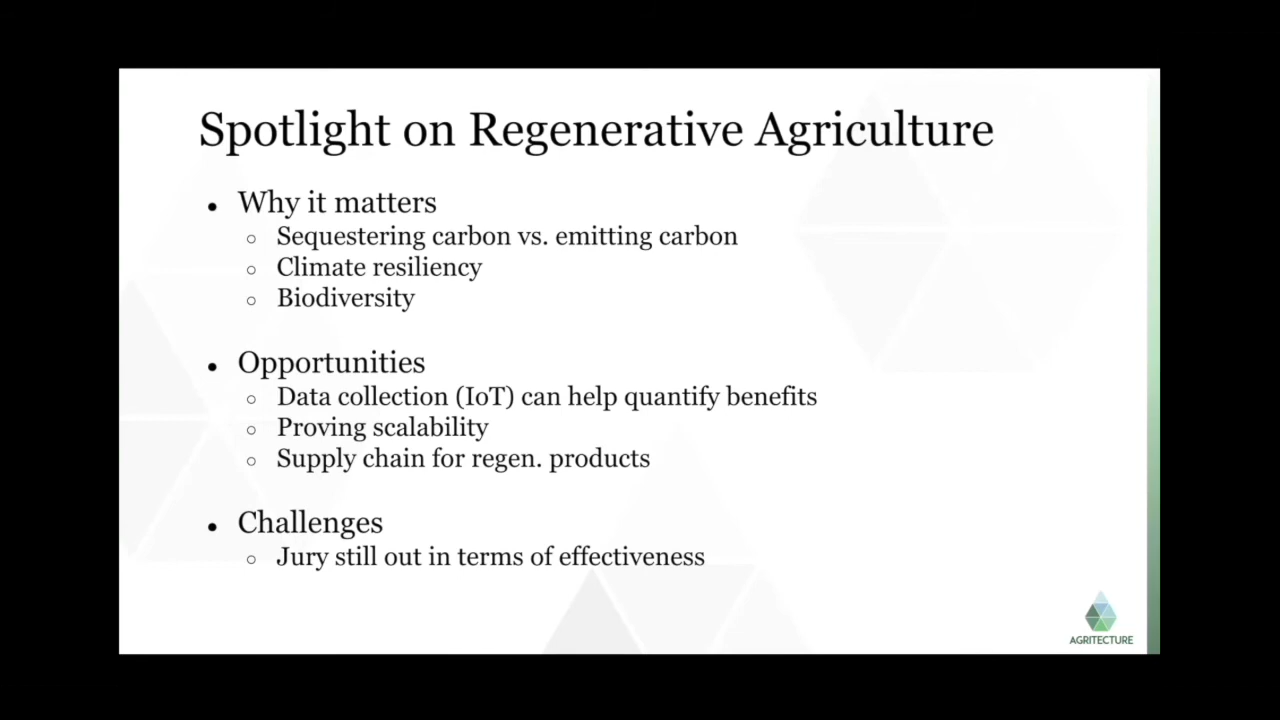 Spotlight on Regenerative Agriculture
● Why it matters
○ Sequestering carbon vs. emitting carbon
○ Climate resiliency
○ Biodiversity
● Opportunities
○ Data collection (IoT) can help quantify benefits
○ Proving scalability
○ Supply chain for regen. products
● Challenges
○ Jury still out in terms of effectiveness
AGRITECTURE